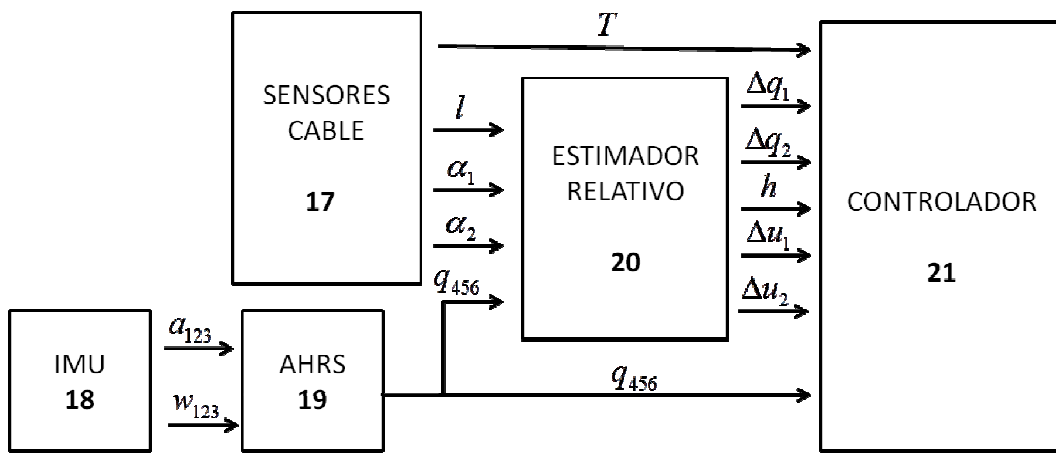 T
SENSORES
CABLE
17
l
α₁
α₂
q₄₅₆
ESTIMADOR
RELATIVO
20
Δq₁
Δq₂
h
Δu₁
Δu₂
CONTROLADOR
21
IMU
18
a₁₂₃
w₁₂₃
AHRS
19
q₄₅₆